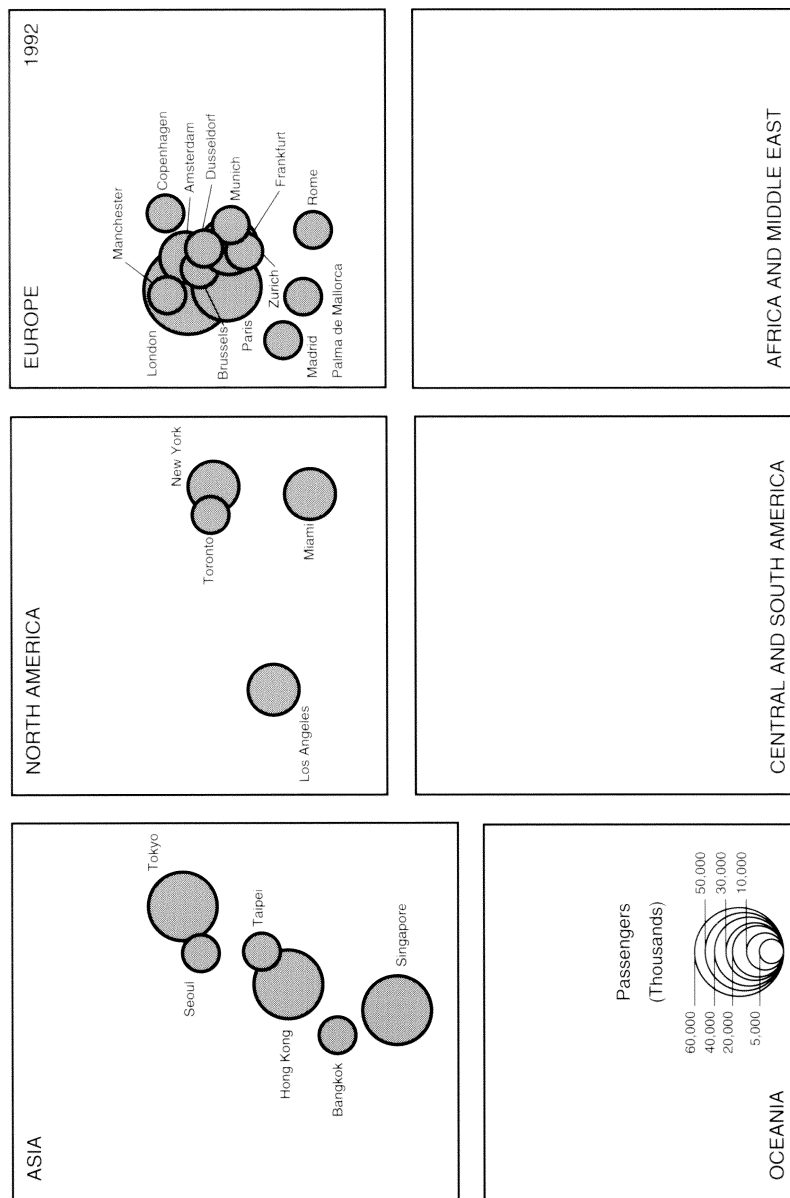 ASIA
Tokyo
Seoul
Taipei
Hong Kong
Bangkok
Singapore
NORTH AMERICA
New York
Toronto
Miami
Los Angeles
EUROPE
1992
Manchester
Copenhagen
Amsterdam
Dusseldorf
Munich
Frankfurt
London
Brussels
Paris
Zurich
Rome
Madrid
Palma de Mallorca
OCEANIA
Passengers
(Thousands)
60,000
50,000
40,000
30,000
20,000
10,000
5,000
CENTRAL AND SOUTH AMERICA
AFRICA AND MIDDLE EAST